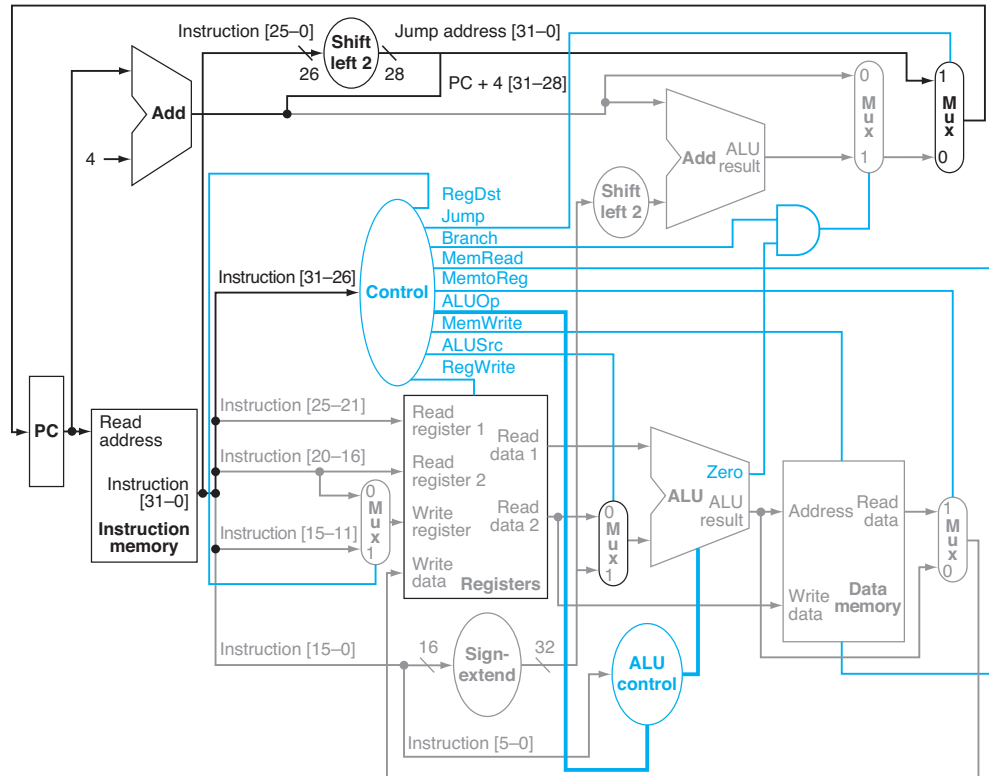 Instruction [25–0]
Shift
left 2
Jump address [31–0]
26
28
PC + 4 [31–28]
Add
4
0
M
u
x
1
1
M
u
x
0
Add
ALU
result
Shift
left 2
RegDst
Jump
Branch
MemRead
MemtoReg
ALUOp
MemWrite
ALUSrc
RegWrite
Instruction [31–26]
Control
PC
Read
address
Instruction
[31–0]
Instruction
memory
Instruction [25–21]
Instruction [20–16]
Instruction [15–11]
0
M
u
x
1
Read
register 1
Read
register 2
Write
register
Write
data
Read
data 1
Read
data 2
Registers
0
M
u
x
1
Zero
ALU
ALU
result
Address
Read
data
Write
data
Data
memory
1
M
u
x
0
Instruction [15–0]
16
Sign-
extend
32
ALU
control
Instruction [5–0]